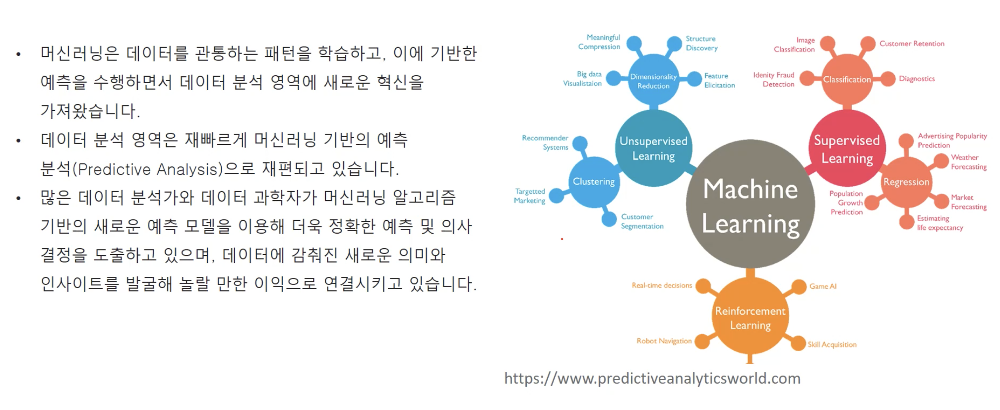 • 머신러닝은 데이터를 관통하는 패턴을 학습하고, 이에 기반한
예측을 수행하면서 데이터 분석 영역에 새로운 혁신을
가져왔습니다.
• 데이터 분석 영역은 재빠르게 머신러닝 기반의 예측
분석(Predictive Analysis)으로 재편되고 있습니다.
• 많은 데이터 분석가와 데이터 과학자가 머신러닝 알고리즘
기반의 새로운 예측 모델을 이용해 더욱 정확한 예측 및 의사
결정을 도출하고 있으며, 데이터에 감춰진 새로운 의미와
인사이트를 발굴해 놀랄 만한 이익으로 연결시키고 있습니다.
Meaningful
Compression
Structure
Discovery
Big data
Visualistaion
Dimensionality
Reduction
Feature
Elicitation
Unsupervised
Learning
Recommender
Systems
Clustering
Targetted
Marketing
Customer
Segmentation
Machine
Learning
Image
Classification
Customer Retention
Idenity Fraud
Detection
Classification
Diagnostics
Supervised
Learning
Advertising Popularity
Prediction
Weather
Forecasting
Regression
Population
Growth
Prediction
Market
Forecasting
Estimating
life expectancy
Real-time decisions
Game AI
Reinforcement
Learning
Robot Navigation
Skill Acquisition
https://www.predictiveanalyticsworld.com